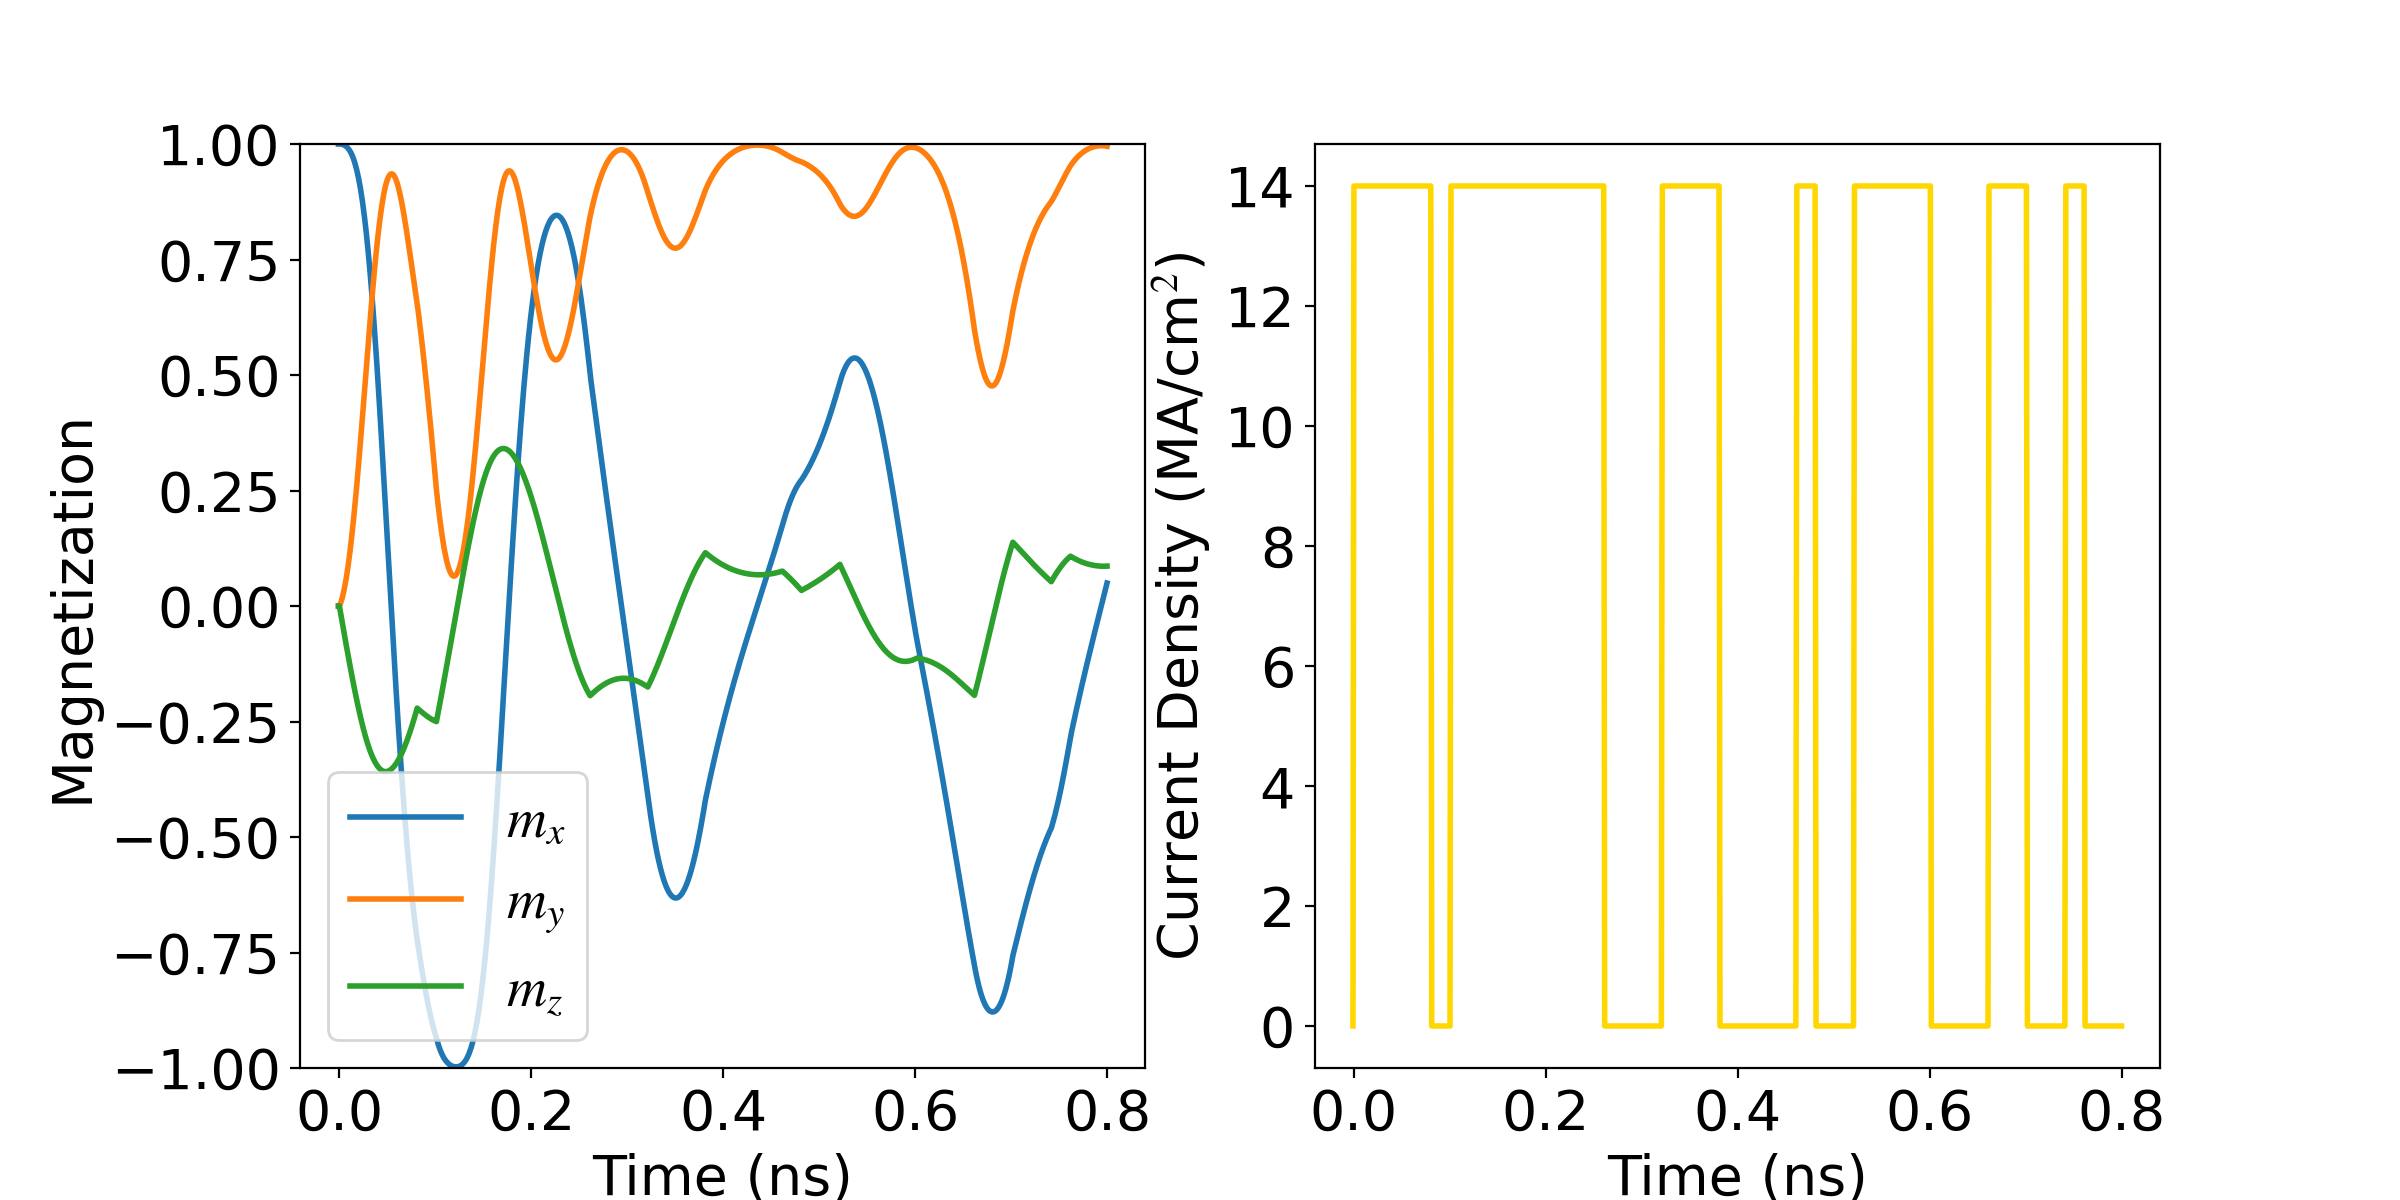 Magnetization
1.00
0.75
0.50
0.25
0.00
−0.25
−0.50
−0.75
−1.00
0.0 0.2 0.4 0.6 0.8
Time (ns)
m_x
m_y
m_z
Current Density (MA/cm²)
14
12
10
8
6
4
2
0
0.0 0.2 0.4 0.6 0.8
Time (ns)